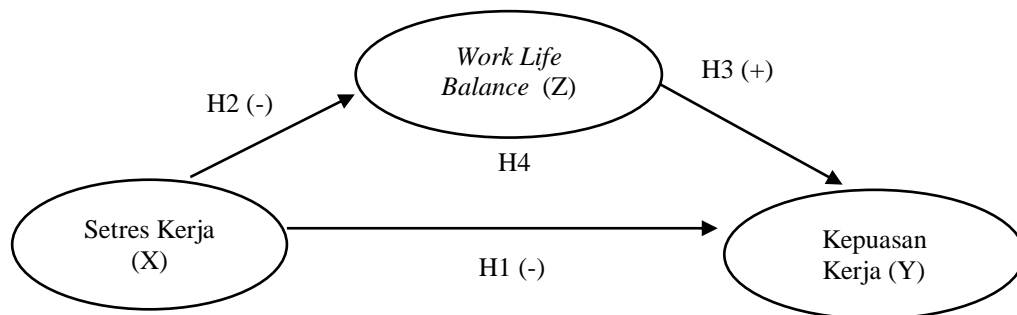 Work Life
Balance (Z)
H3 (+)
H2 (-)
H4
Setres Kerja
(X)
Kepuasan
Kerja (Y)
H1 (-)